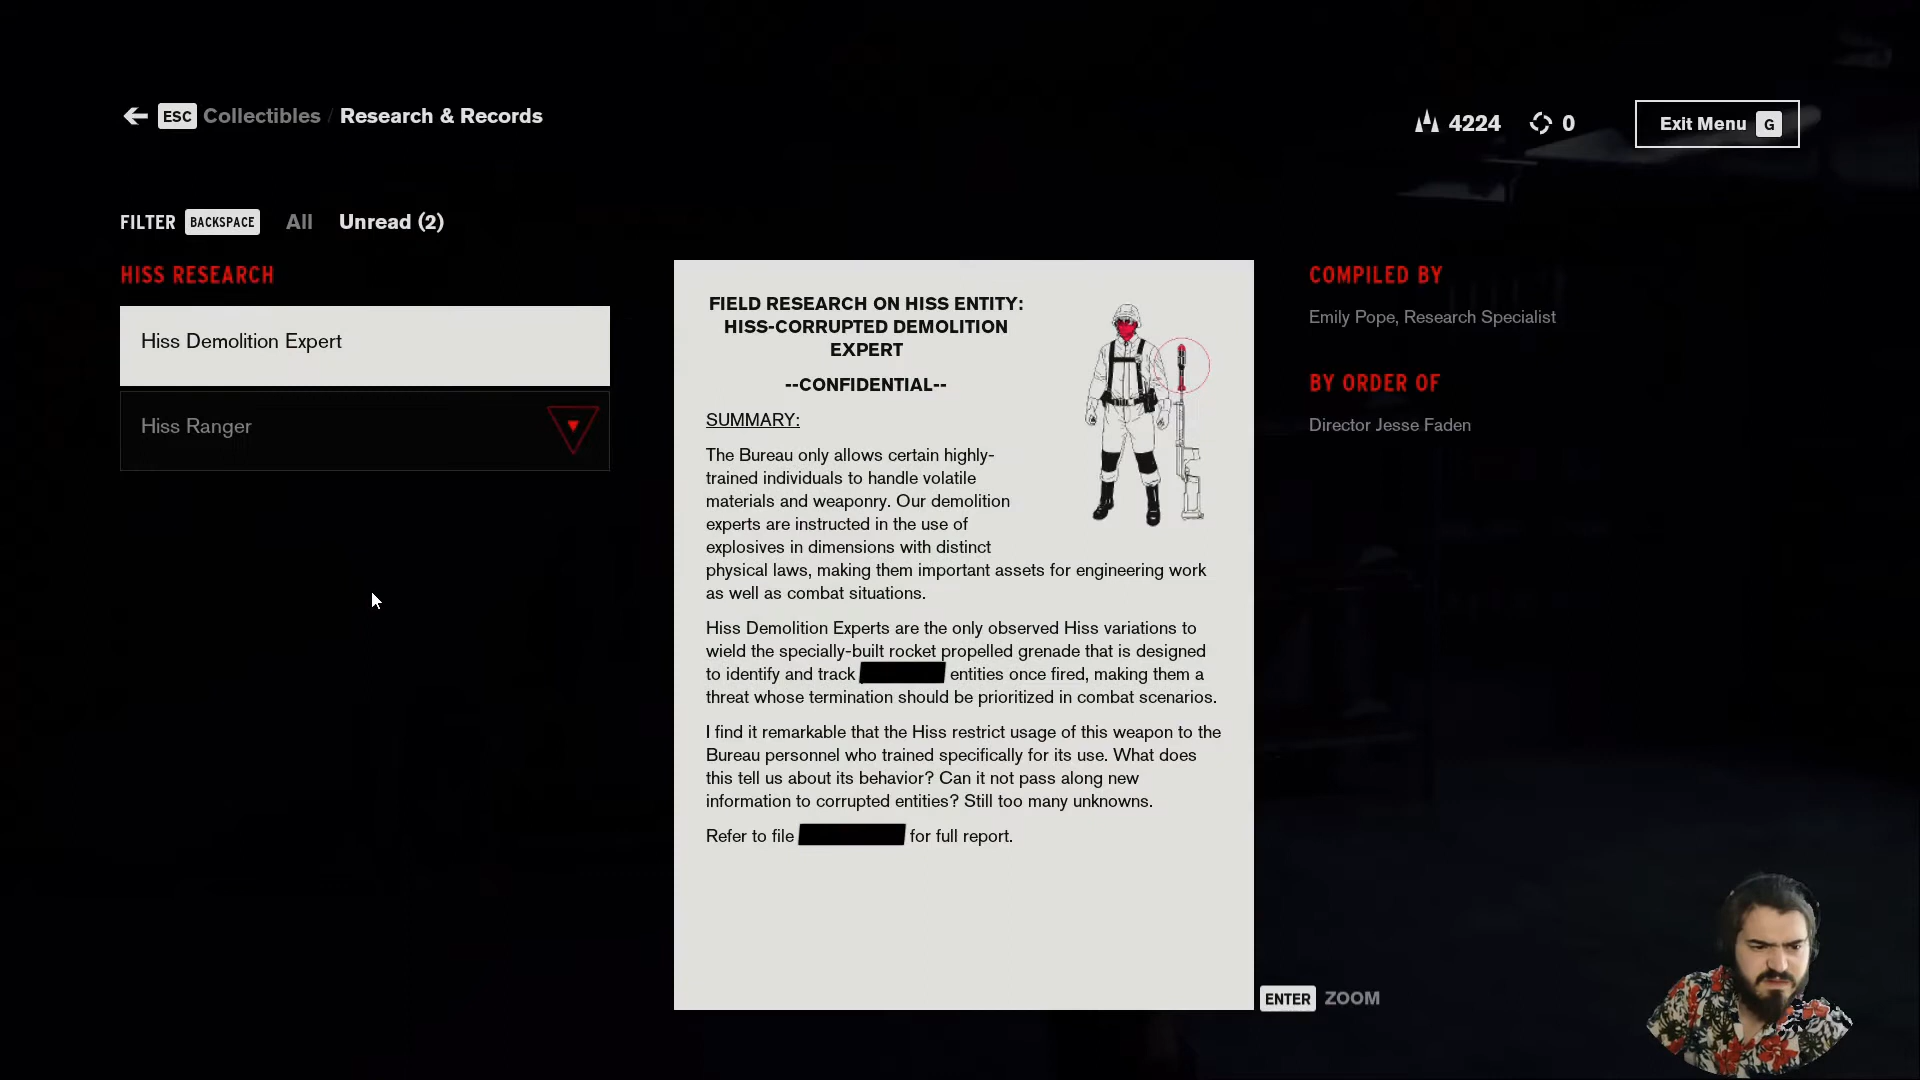 ESC Collectibles / Research & Records
4224
0
Exit Menu G
FILTER BACKSPACE All Unread (2)
HISS RESEARCH
Hiss Demolition Expert
Hiss Ranger
FIELD RESEARCH ON HISS ENTITY:
HISS-CORRUPTED DEMOLITION
EXPERT
--CONFIDENTIAL--
SUMMARY:
The Bureau only allows certain highly-
trained individuals to handle volatile
materials and weaponry. Our demolition
experts are instructed in the use of
explosives in dimensions with distinct
physical laws, making them important assets for engineering work
as well as combat situations.
Hiss Demolition Experts are the only observed Hiss variations to
wield the specially-built rocket propelled grenade that is designed
to identify and track entities once fired, making them a
threat whose termination should be prioritized in combat scenarios.
I find it remarkable that the Hiss restrict usage of this weapon to the
Bureau personnel who trained specifically for its use. What does
this tell us about its behavior? Can it not pass along new
information to corrupted entities? Still too many unknowns.
Refer to file for full report.
COMPILED BY
Emily Pope, Research Specialist
BY ORDER OF
Director Jesse Faden
ENTER ZOOM